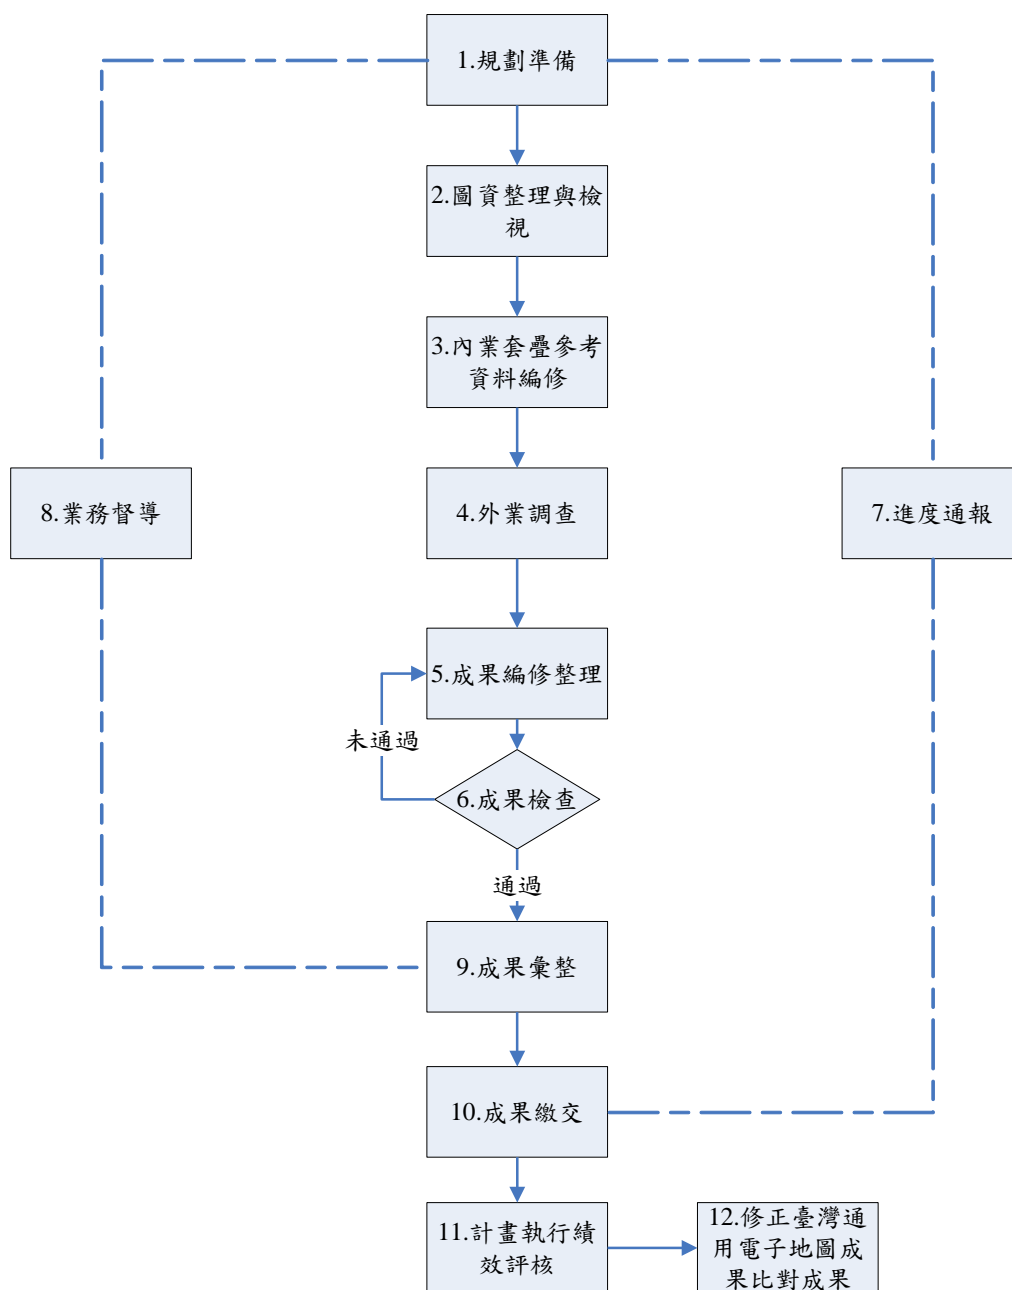 1.規劃準備
2.圖資整理與檢
視
3.內業套疊參考
資料編修
8.業務督導
4.外業調查
7.進度通報
5.成果編修整理
未通過
6.成果檢查
通過
9.成果彙整
10.成果繳交
11.計畫執行績
效評核
12.修正臺灣通
用電子地圖成
果比對成果